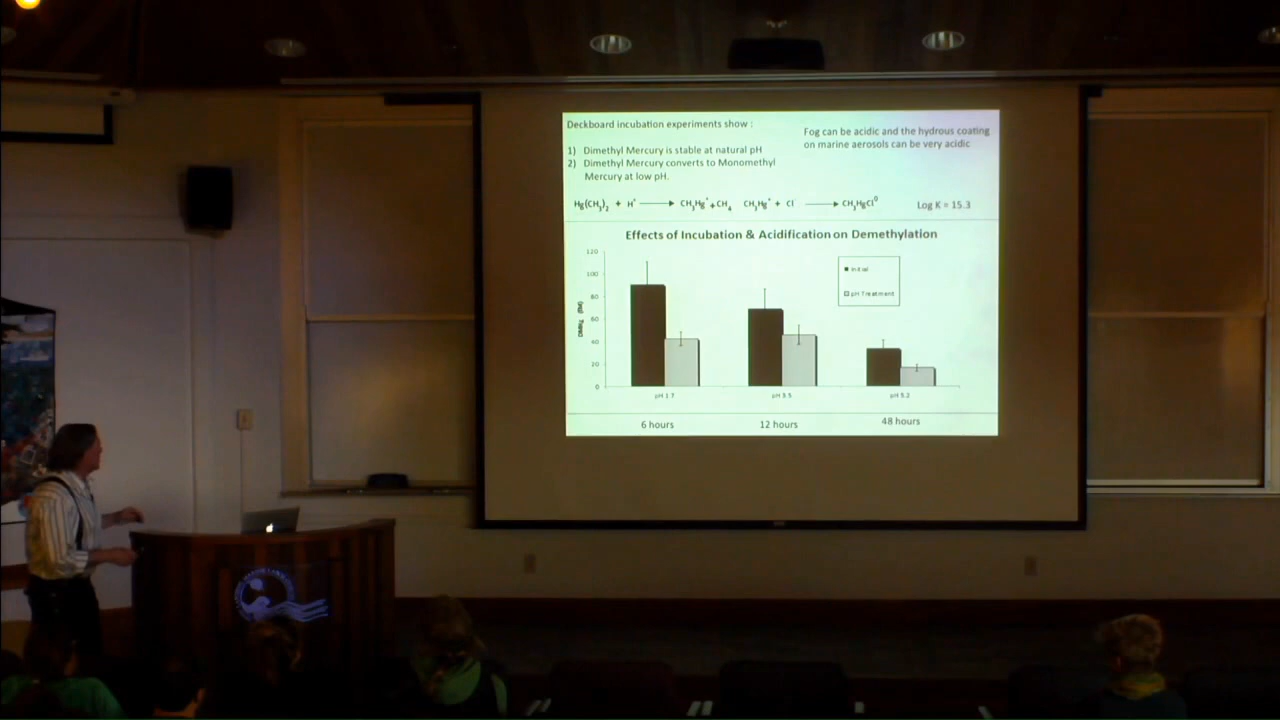 Deckboard incubation experiments show :
1) Dimethyl Mercury is stable at natural pH
2) Dimethyl Mercury converts to Monomethyl
Mercury at low pH.
Fog can be acidic and the hydrous coating
on marine aerosols can be very acidic
Hg(CH₃)₂ + H⁺ ⟶ CH₃Hg⁺+CH₄ CH₃Hg⁺ + Cl ⟶ CH₃HgCl⁰ Log K = 15.3
Effects of Incubation & Acidification on Demethylation
120
100
80
60
40
20
0
(fM)
Initial
pH Treatment
pH 1.7 pH 3.5 pH 5.2
6 hours 12 hours 48 hours